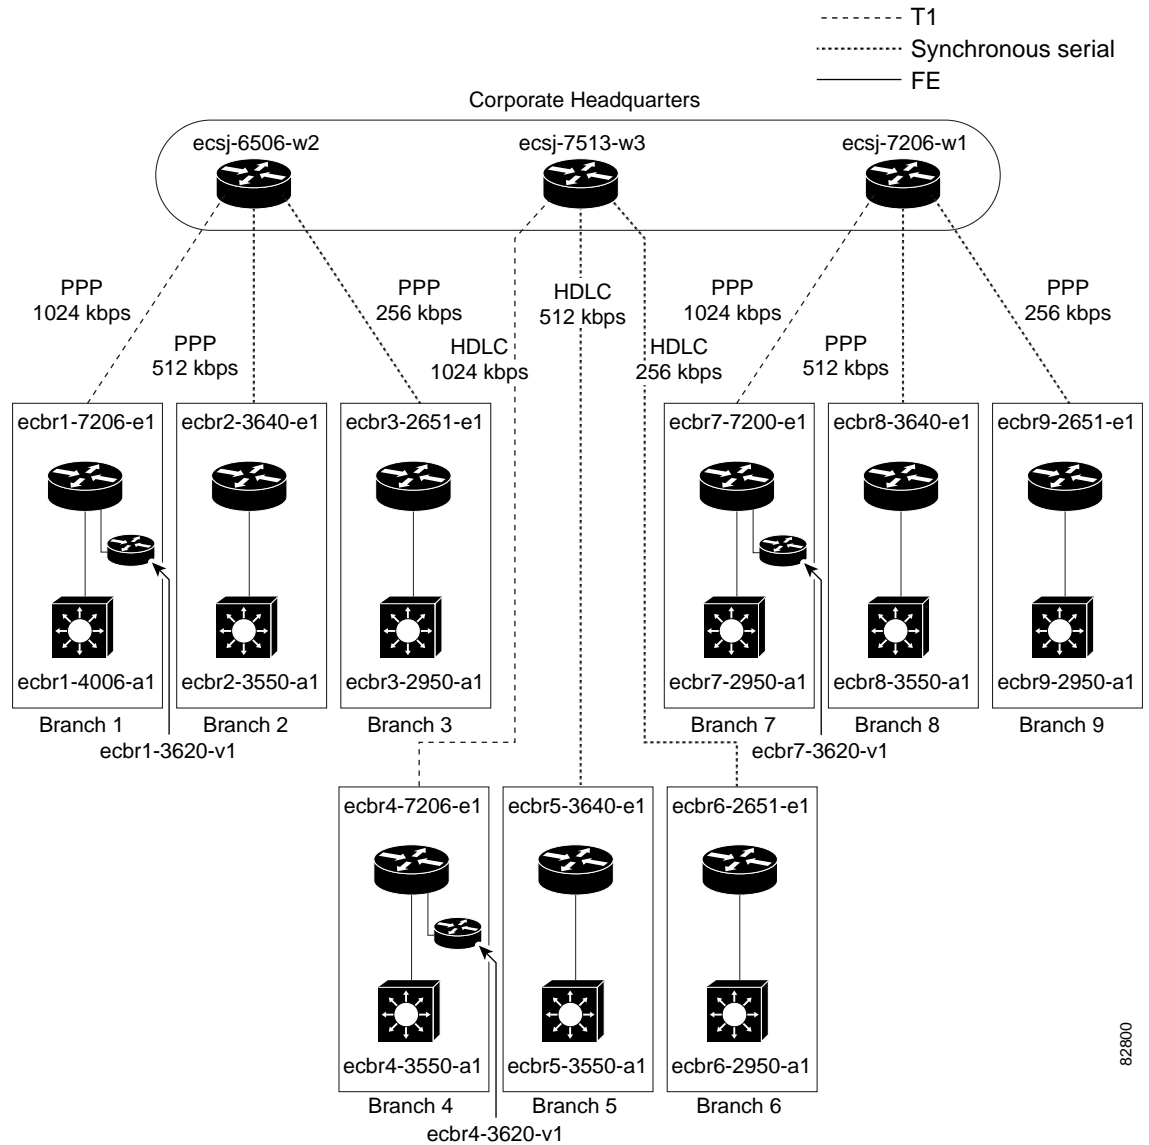 T1
Synchronous serial
FE
Corporate Headquarters
ecsj-6506-w2
ecsj-7513-w3
ecsj-7206-w1
PPP
1024 kbps
PPP
512 kbps
PPP
256 kbps
HDLC
1024 kbps
HDLC
512 kbps
HDLC
256 kbps
PPP
1024 kbps
PPP
512 kbps
PPP
256 kbps
ecbr1-7206-e1
ecbr2-3640-e1
ecbr3-2651-e1
ecbr7-7200-e1
ecbr8-3640-e1
ecbr9-2651-e1
ecbr1-4006-a1
ecbr2-3550-a1
ecbr3-2950-a1
ecbr7-2950-a1
ecbr8-3550-a1
ecbr9-2950-a1
Branch 1
Branch 2
Branch 3
Branch 7
Branch 8
Branch 9
ecbr1-3620-v1
ecbr7-3620-v1
ecbr4-7206-e1
ecbr5-3640-e1
ecbr6-2651-e1
ecbr4-3550-a1
ecbr5-3550-a1
ecbr6-2950-a1
Branch 4
Branch 5
Branch 6
ecbr4-3620-v1
82800